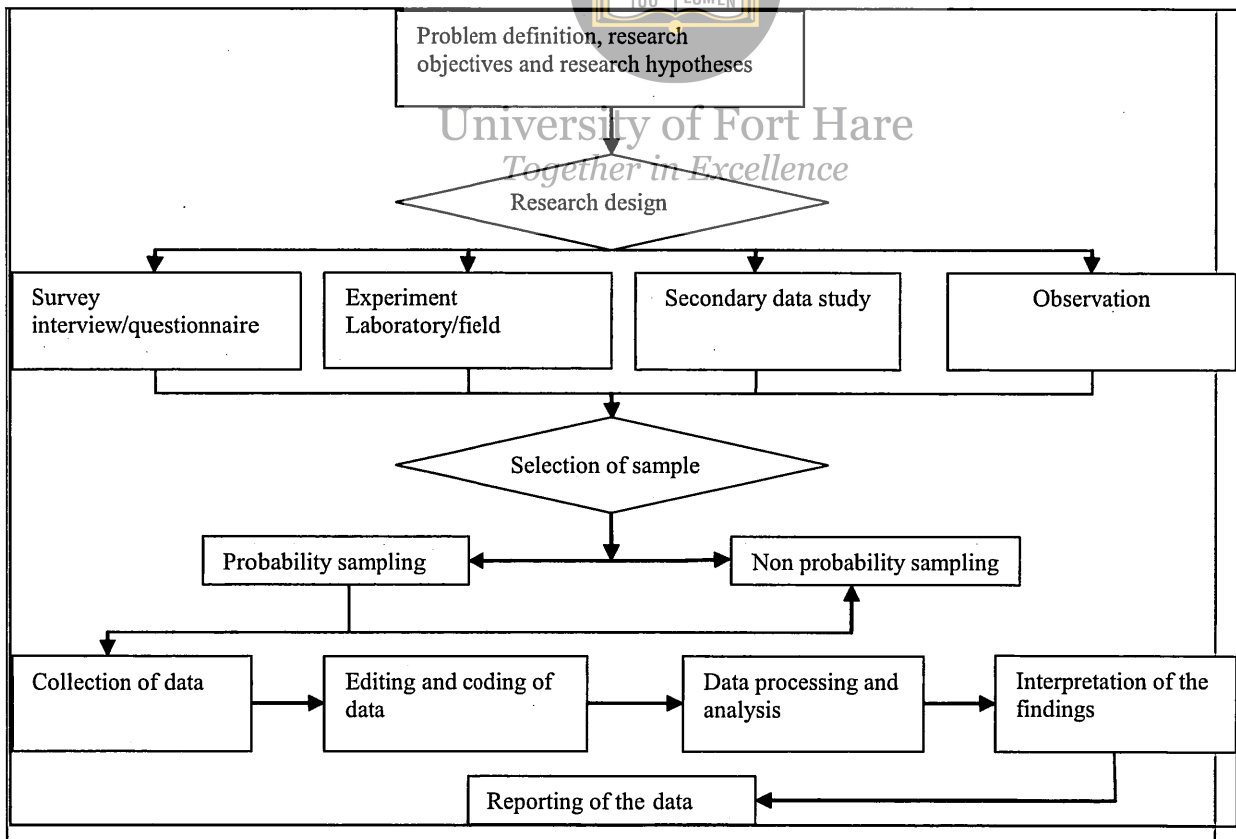 Problem definition, research
objectives and research hypotheses
University of Fort Hare
Together in Excellence
Research design
Survey
interview/questionnaire
Experiment
Laboratory/field
Secondary data study
Observation
Selection of sample
Probability sampling
Non probability sampling
Collection of data
Editing and coding of
data
Data processing and
analysis
Interpretation of the
findings
Reporting of the data